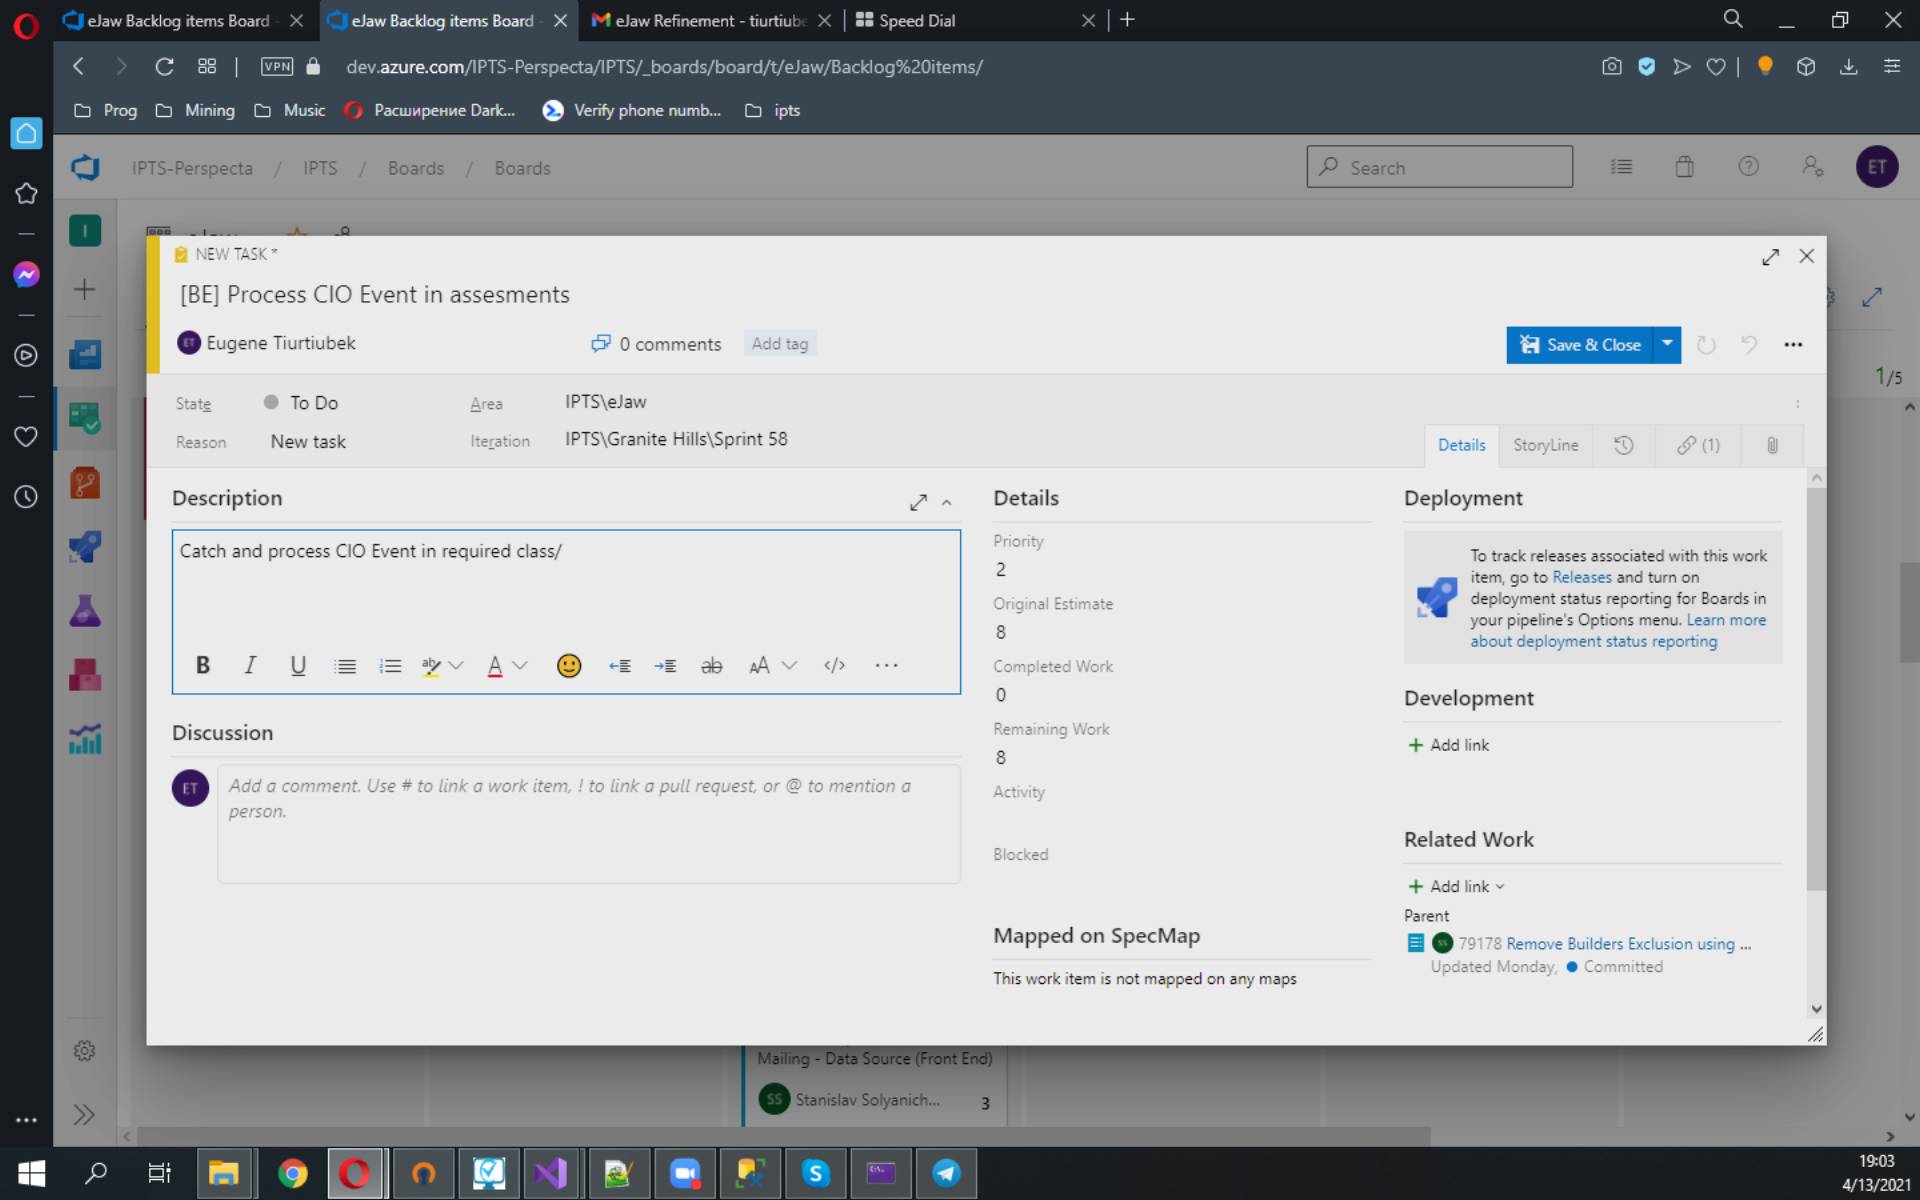 eJaw Backlog items Board -
eJaw Backlog items Board -
eJaw Refinement - tiurtiube
Speed Dial
VPN
dev.azure.com/IPTS-Perspecta/IPTS/_boards/board/t/eJaw/Backlog%20items/
Prog
Mining
Music
Расширение Dark...
Verify phone numb...
ipts
IPTS-Perspecta / IPTS / Boards / Boards
Search
ET
I
NEW TASK *
[BE] Process CIO Event in assesments
ET Eugene Tiurtiubek
0 comments
Add tag
Save & Close
1/5
State To Do
Area IPTS\eJaw
Reason New task
Iteration IPTS\Granite Hills\Sprint 58
Details
StoryLine
(1)
Description
Catch and process CIO Event in required class/
B I U ab A ab AA </> ...
Discussion
ET
Add a comment. Use # to link a work item, ! to link a pull request, or @ to mention a
person.
Details
Priority
2
Original Estimate
8
Completed Work
0
Remaining Work
8
Activity
Blocked
Mapped on SpecMap
This work item is not mapped on any maps
Deployment
To track releases associated with this work
item, go to Releases and turn on
deployment status reporting for Boards in
your pipeline's Options menu. Learn more
about deployment status reporting
Development
Add link
Related Work
Add link
Parent
SS 79178 Remove Builders Exclusion using ...
Updated Monday, Committed
Mailing - Data Source (Front End)
SS Stanislav Solyanich...
3
19:03
4/13/2021